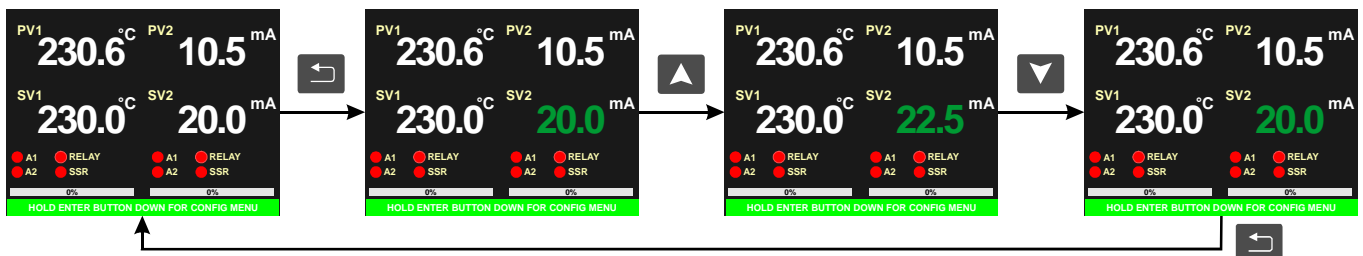 PV1 230.6 °C PV2 10.5 mA
SV1 230.0 °C SV2 20.0 mA
A1 RELAY A1 RELAY
A2 SSR A2 SSR
0% 0%
HOLD ENTER BUTTON DOWN FOR CONFIG MENU
PV1 230.6 °C PV2 10.5 mA
SV1 230.0 °C SV2 20.0 mA
A1 RELAY A1 RELAY
A2 SSR A2 SSR
0% 0%
HOLD ENTER BUTTON DOWN FOR CONFIG MENU
PV1 230.6 °C PV2 10.5 mA
SV1 230.0 °C SV2 22.5 mA
A1 RELAY A1 RELAY
A2 SSR A2 SSR
0% 0%
HOLD ENTER BUTTON DOWN FOR CONFIG MENU
PV1 230.6 °C PV2 10.5 mA
SV1 230.0 °C SV2 20.0 mA
A1 RELAY A1 RELAY
A2 SSR A2 SSR
0% 0%
HOLD ENTER BUTTON DOWN FOR CONFIG MENU